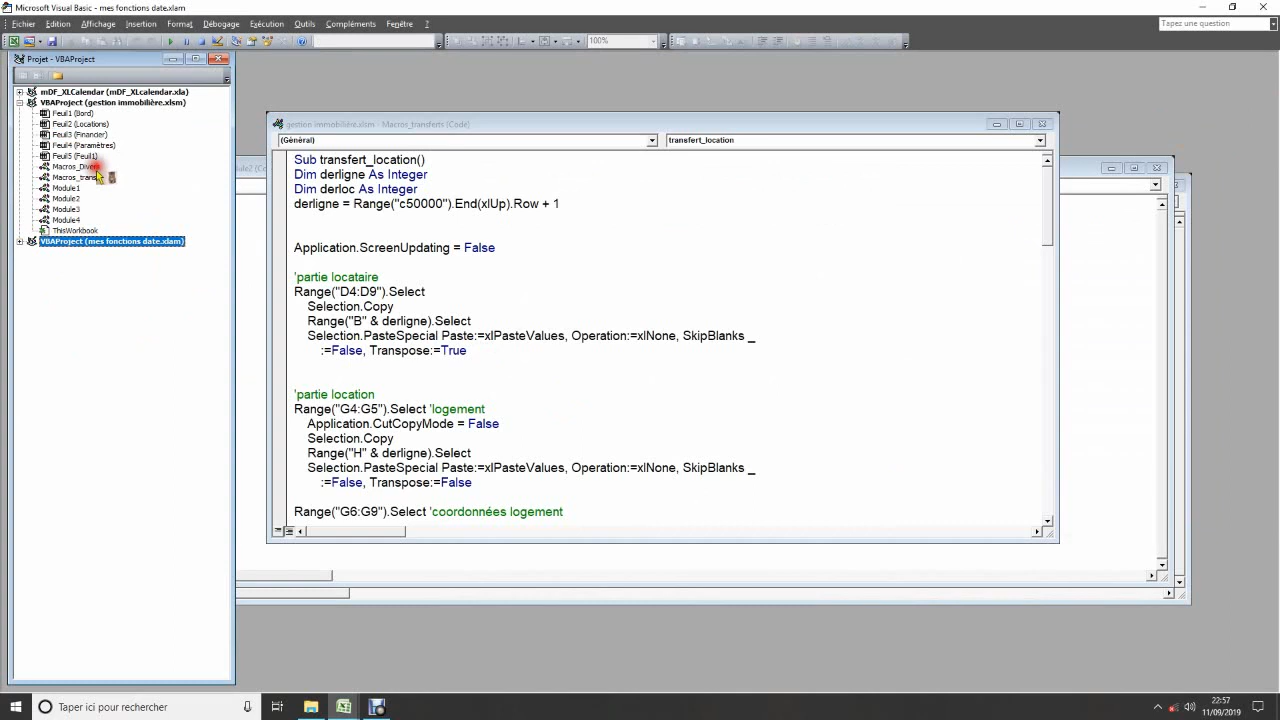 Microsoft Visual Basic - mes fonctions date.xlam
Fichier Edition Affichage Insertion Format Débogage Exécution Outils Compléments Fenêtre ?
Tapez une question
100%
Projet - VBAProject
mDF_XLCalendar (mDF_XLcalendar.xla)
VBAProject (gestion immobilière.xlsm)
Feuil1 (Bord)
Feuil2 (Locations)
Feuil3 (Financier)
Feuil4 (Paramètres)
Feuil5 (Feuil1)
Module1
Module2
Module3
Module4
ThisWorkbook
VBAProject (mes fonctions date.xlam)
gestion immobilière.xlsm - Macros_transferts (Code)
(Général)
transfert_location
Sub transfert_location()
Dim derligne As Integer
Dim derloc As Integer
derligne = Range("c50000").End(xlUp).Row + 1
Application.ScreenUpdating = False
'partie locataire
Range("D4:D9").Select
Selection.Copy
Range("B" & derligne).Select
Selection.PasteSpecial Paste:=xlPasteValues, Operation:=xlNone, SkipBlanks _
:=False, Transpose:=True
'partie location
Range("G4:G5").Select 'logement
Application.CutCopyMode = False
Selection.Copy
Range("H" & derligne).Select
Selection.PasteSpecial Paste:=xlPasteValues, Operation:=xlNone, SkipBlanks _
:=False, Transpose:=False
Range("G6:G9").Select 'coordonnées logement
Taper ici pour rechercher
22:57
11/09/2019